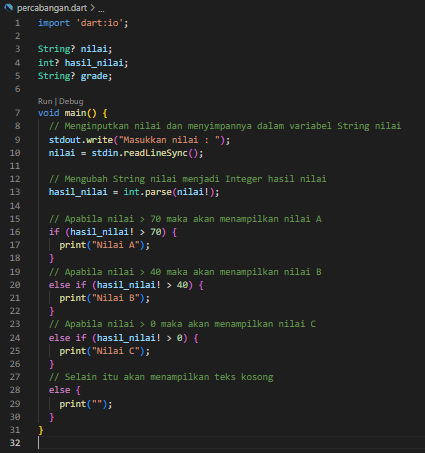 percabangan.dart > ...
1 import 'dart:io';
2
3 String? nilai;
4 int? hasil_nilai;
5 String? grade;
6
Run | Debug
7 void main() {
8   // Menginputkan nilai dan menyimpannya dalam variabel String nilai
9   stdout.write("Masukkan nilai : ");
10   nilai = stdin.readLineSync();
11
12   // Mengubah String nilai menjadi Integer hasil nilai
13   hasil_nilai = int.parse(nilai!);
14
15   // Apabila nilai > 70 maka akan menampilkan nilai A
16   if (hasil_nilai! > 70) {
17     print("Nilai A");
18   }
19   // Apabila nilai > 40 maka akan menampilkan nilai B
20   else if (hasil_nilai! > 40) {
21     print("Nilai B");
22   }
23   // Apabila nilai > 0 maka akan menampilkan nilai C
24   else if (hasil_nilai! > 0) {
25     print("Nilai C");
26   }
27   // Selain itu akan menampilkan teks kosong
28   else {
29     print("");
30   }
31 }
32